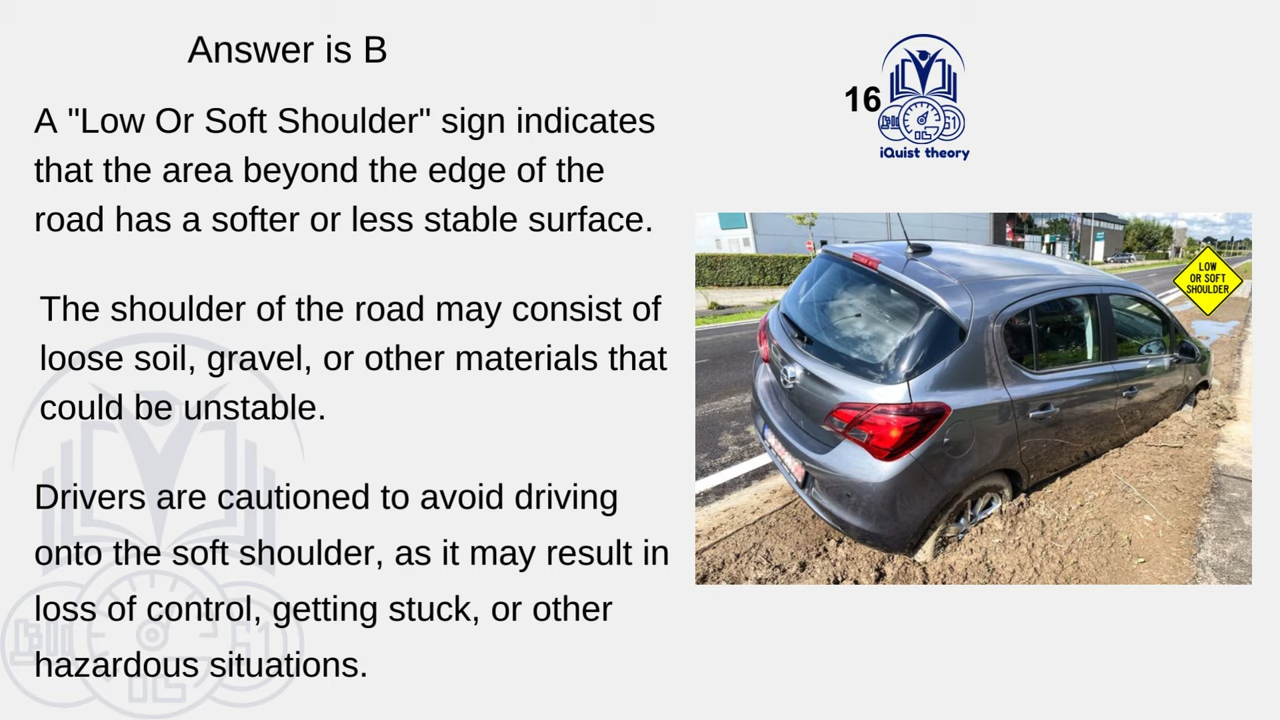 Answer is B
A "Low Or Soft Shoulder" sign indicates
that the area beyond the edge of the
road has a softer or less stable surface.
The shoulder of the road may consist of
loose soil, gravel, or other materials that
could be unstable.
Drivers are cautioned to avoid driving
onto the soft shoulder, as it may result in
loss of control, getting stuck, or other
hazardous situations.
16
iQuist theory
LOW
OR SOFT
SHOULDER